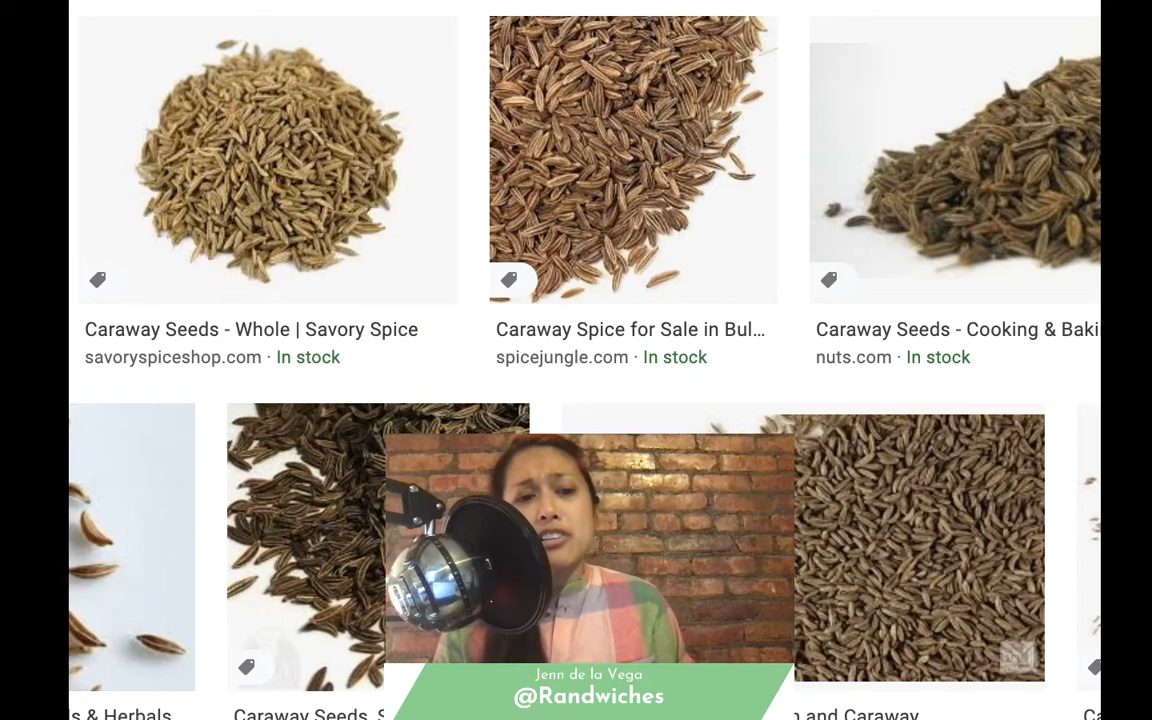 Caraway Seeds - Whole | Savory Spice
savoryspiceshop.com · In stock
Caraway Spice for Sale in Bul...
spicejungle.com · In stock
Caraway Seeds - Cooking & Baki
nuts.com · In stock
Jenn de la Vega
@Randwiches
& Herbals
Caraway Seeds,
and Caraway